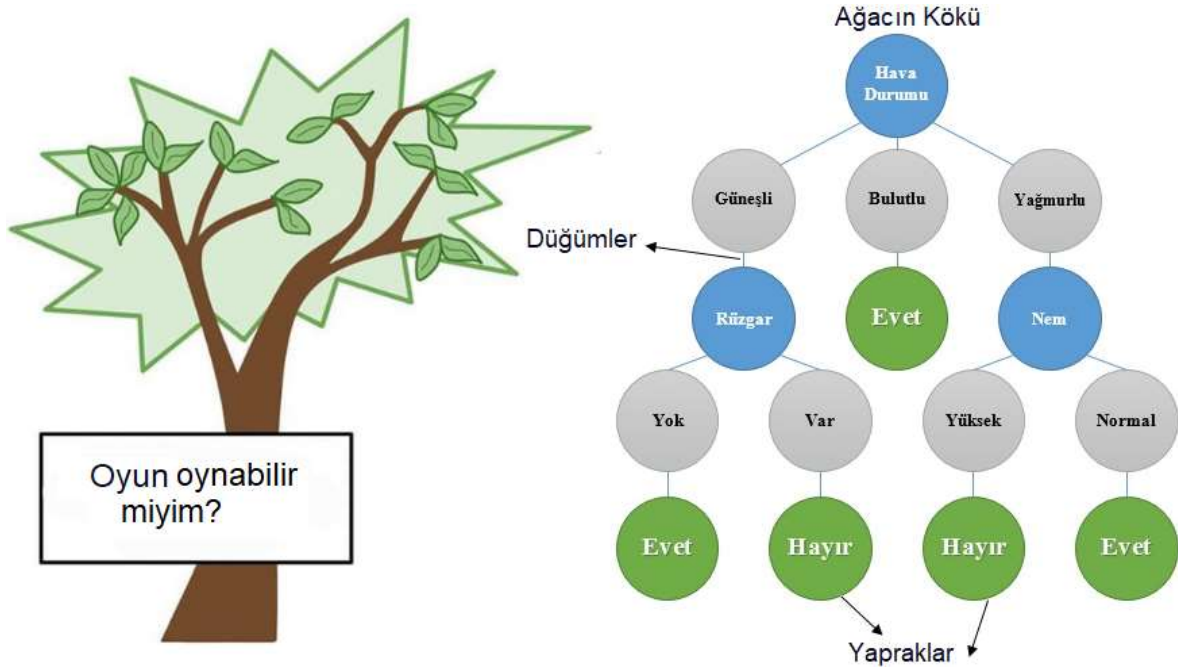 Ağacın Kökü
Hava
Durumu
Güneşli
Bulutlu
Yağmurlu
Düğümler
Rüzgar
Evet
Nem
Yok
Var
Yüksek
Normal
Oyun oynabilir
miyim?
Evet
Hayır
Hayır
Evet
Yapraklar